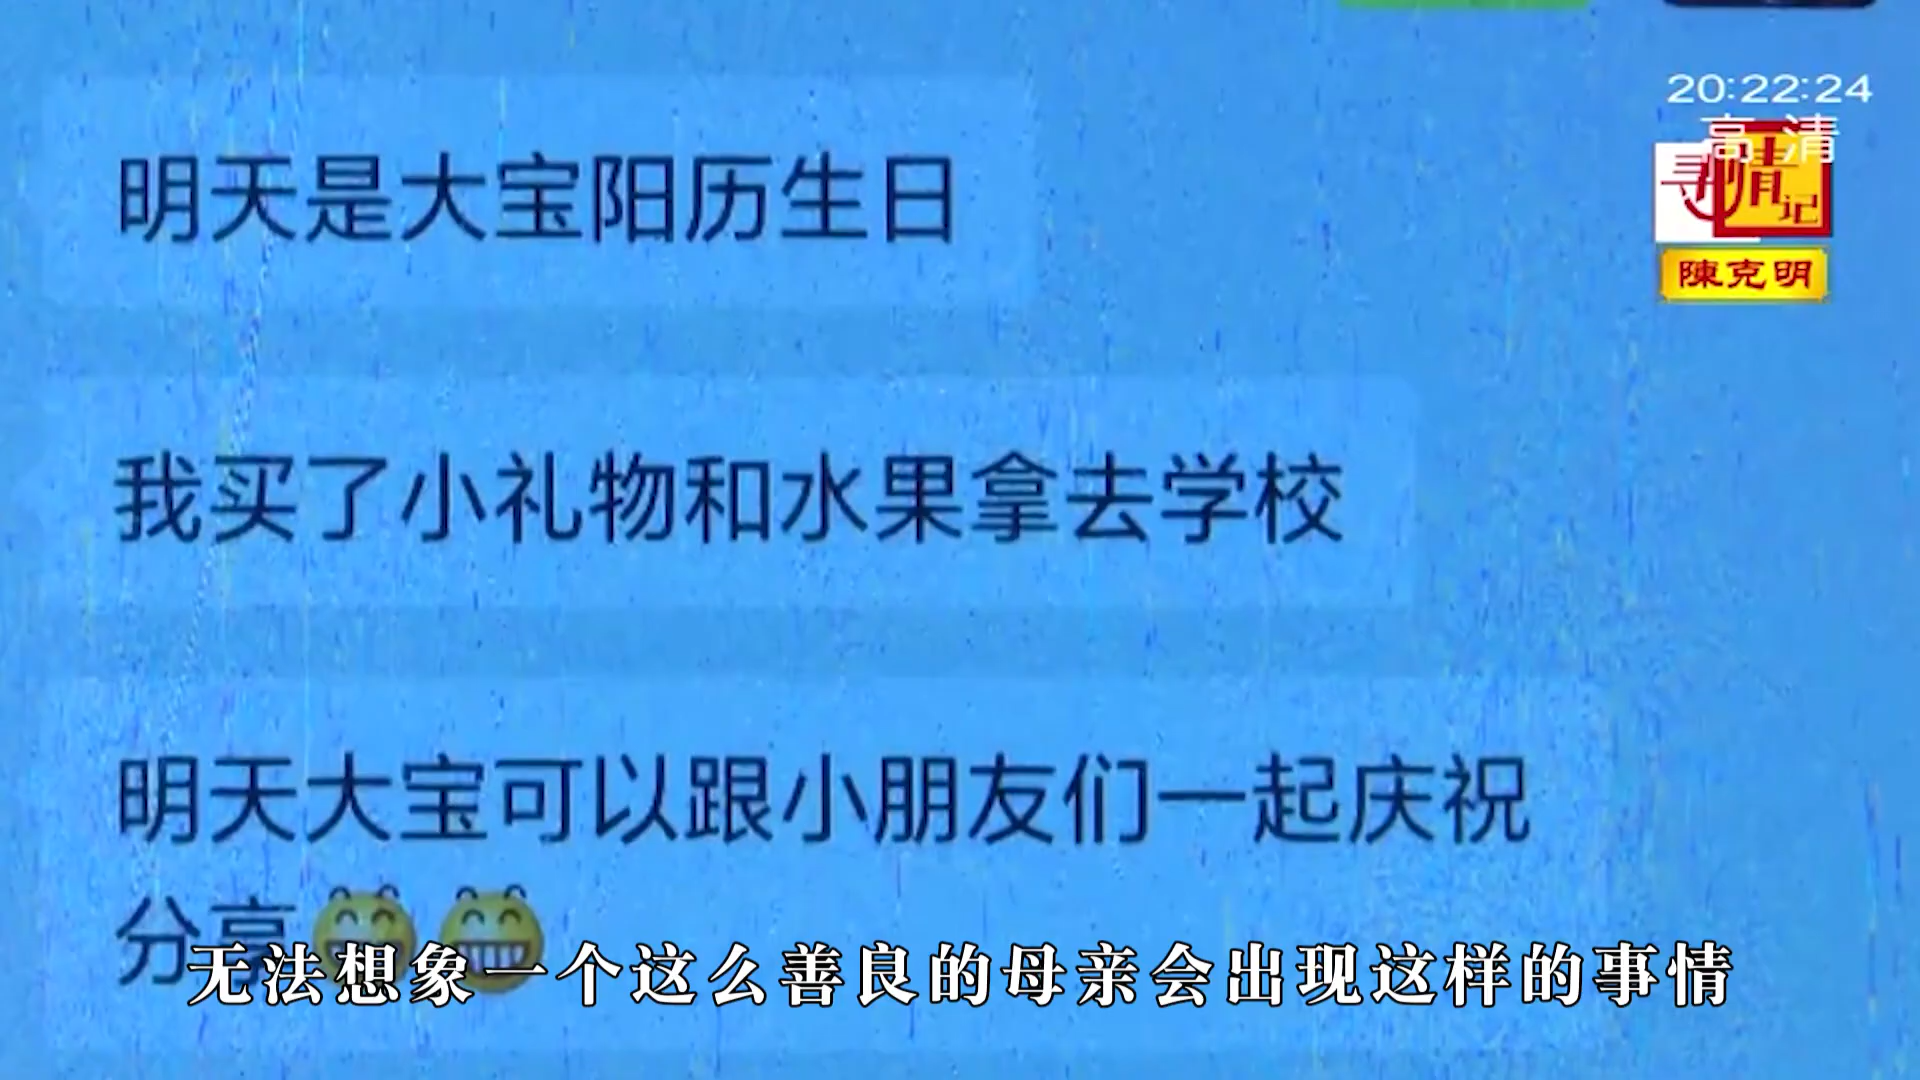 20:22:24
高清
寻情记
陳克明
明天是大宝阳历生日
我买了小礼物和水果拿去学校
明天大宝可以跟小朋友们一起庆祝
分享
无法想象一个这么善良的母亲会出现这样的事情